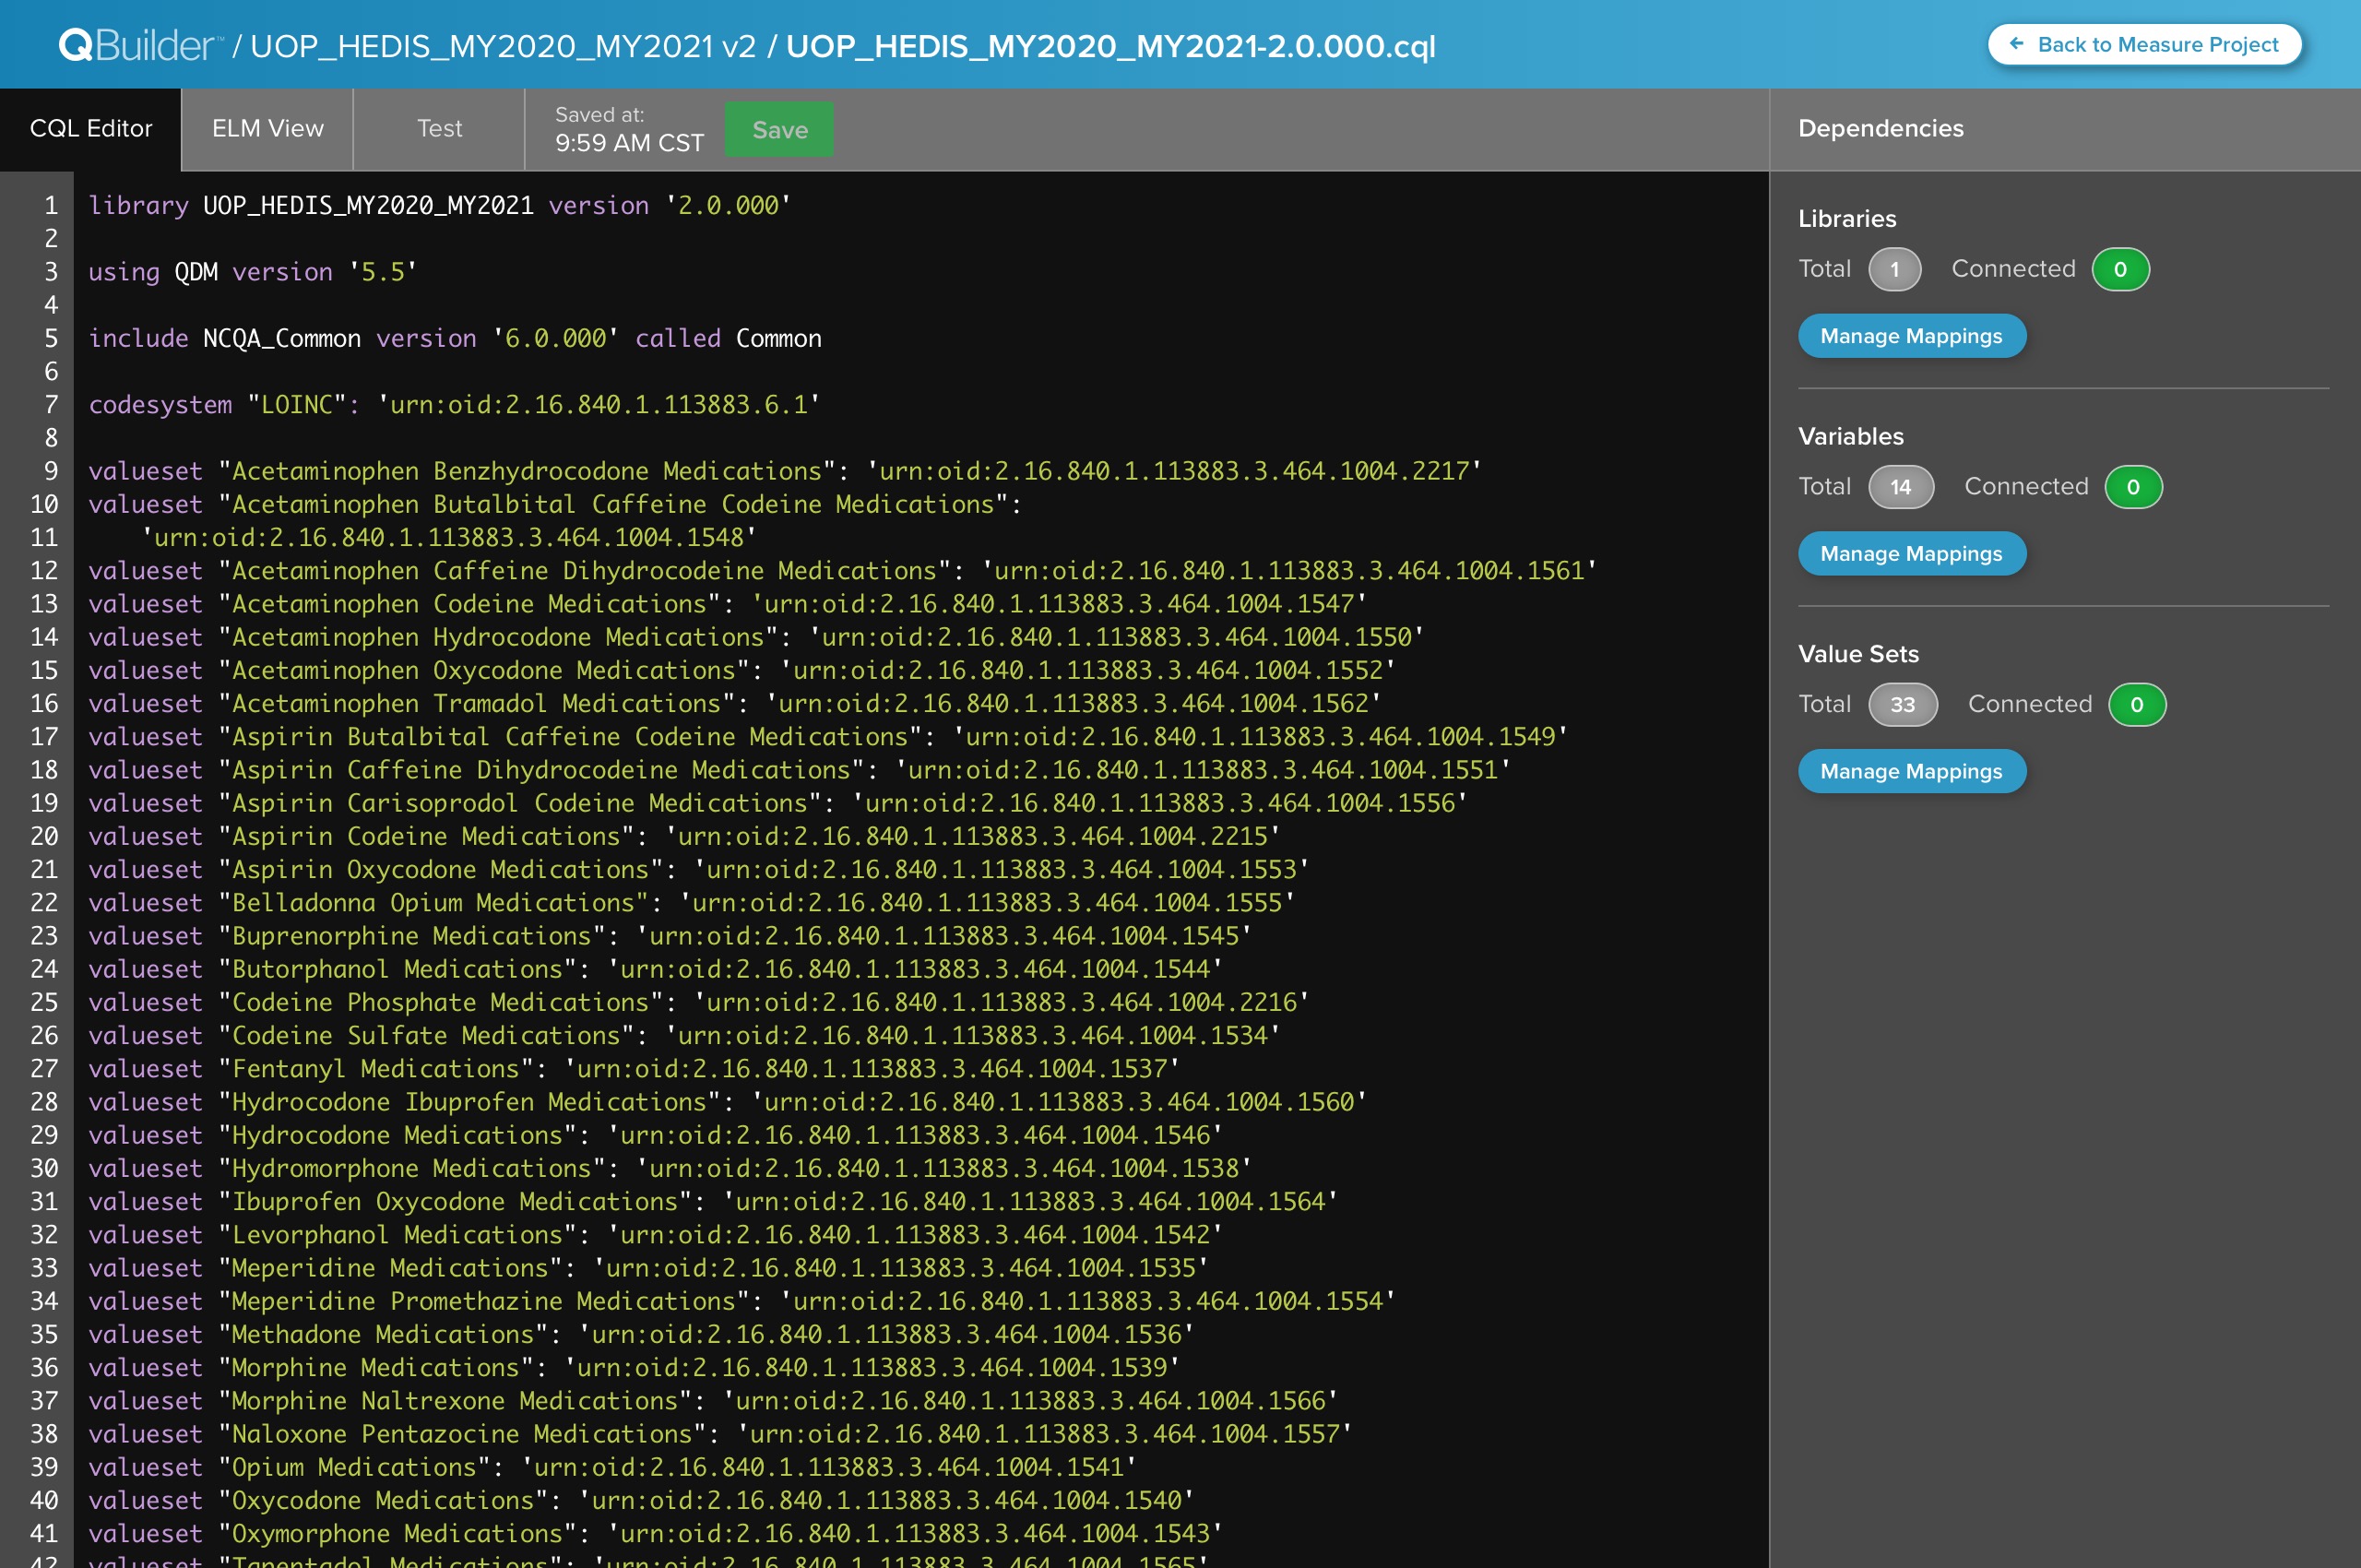 QBuilder™ / UOP_HEDIS_MY2020_MY2021 v2 / UOP_HEDIS_MY2020_MY2021-2.0.000.cql
← Back to Measure Project
CQL Editor
ELM View
Test
Saved at:
9:59 AM CST
Save
Dependencies
1 library UOP_HEDIS_MY2020_MY2021 version '2.0.000'
2
3 using QDM version '5.5'
4
5 include NCQA_Common version '6.0.000' called Common
6
7 codesystem "LOINC": 'urn:oid:2.16.840.1.113883.6.1'
8
9 valueset "Acetaminophen Benzhydrocodone Medications": 'urn:oid:2.16.840.1.113883.3.464.1004.2217'
10 valueset "Acetaminophen Butalbital Caffeine Codeine Medications":
11 'urn:oid:2.16.840.1.113883.3.464.1004.1548'
12 valueset "Acetaminophen Caffeine Dihydrocodeine Medications": 'urn:oid:2.16.840.1.113883.3.464.1004.1561'
13 valueset "Acetaminophen Codeine Medications": 'urn:oid:2.16.840.1.113883.3.464.1004.1547'
14 valueset "Acetaminophen Hydrocodone Medications": 'urn:oid:2.16.840.1.113883.3.464.1004.1550'
15 valueset "Acetaminophen Oxycodone Medications": 'urn:oid:2.16.840.1.113883.3.464.1004.1552'
16 valueset "Acetaminophen Tramadol Medications": 'urn:oid:2.16.840.1.113883.3.464.1004.1562'
17 valueset "Aspirin Butalbital Caffeine Codeine Medications": 'urn:oid:2.16.840.1.113883.3.464.1004.1549'
18 valueset "Aspirin Caffeine Dihydrocodeine Medications": 'urn:oid:2.16.840.1.113883.3.464.1004.1551'
19 valueset "Aspirin Carisoprodol Codeine Medications": 'urn:oid:2.16.840.1.113883.3.464.1004.1556'
20 valueset "Aspirin Codeine Medications": 'urn:oid:2.16.840.1.113883.3.464.1004.2215'
21 valueset "Aspirin Oxycodone Medications": 'urn:oid:2.16.840.1.113883.3.464.1004.1553'
22 valueset "Belladonna Opium Medications": 'urn:oid:2.16.840.1.113883.3.464.1004.1555'
23 valueset "Buprenorphine Medications": 'urn:oid:2.16.840.1.113883.3.464.1004.1545'
24 valueset "Butorphanol Medications": 'urn:oid:2.16.840.1.113883.3.464.1004.1544'
25 valueset "Codeine Phosphate Medications": 'urn:oid:2.16.840.1.113883.3.464.1004.2216'
26 valueset "Codeine Sulfate Medications": 'urn:oid:2.16.840.1.113883.3.464.1004.1534'
27 valueset "Fentanyl Medications": 'urn:oid:2.16.840.1.113883.3.464.1004.1537'
28 valueset "Hydrocodone Ibuprofen Medications": 'urn:oid:2.16.840.1.113883.3.464.1004.1560'
29 valueset "Hydrocodone Medications": 'urn:oid:2.16.840.1.113883.3.464.1004.1546'
30 valueset "Hydromorphone Medications": 'urn:oid:2.16.840.1.113883.3.464.1004.1538'
31 valueset "Ibuprofen Oxycodone Medications": 'urn:oid:2.16.840.1.113883.3.464.1004.1564'
32 valueset "Levorphanol Medications": 'urn:oid:2.16.840.1.113883.3.464.1004.1542'
33 valueset "Meperidine Medications": 'urn:oid:2.16.840.1.113883.3.464.1004.1535'
34 valueset "Meperidine Promethazine Medications": 'urn:oid:2.16.840.1.113883.3.464.1004.1554'
35 valueset "Methadone Medications": 'urn:oid:2.16.840.1.113883.3.464.1004.1536'
36 valueset "Morphine Medications": 'urn:oid:2.16.840.1.113883.3.464.1004.1539'
37 valueset "Morphine Naltrexone Medications": 'urn:oid:2.16.840.1.113883.3.464.1004.1566'
38 valueset "Naloxone Pentazocine Medications": 'urn:oid:2.16.840.1.113883.3.464.1004.1557'
39 valueset "Opium Medications": 'urn:oid:2.16.840.1.113883.3.464.1004.1541'
40 valueset "Oxycodone Medications": 'urn:oid:2.16.840.1.113883.3.464.1004.1540'
41 valueset "Oxymorphone Medications": 'urn:oid:2.16.840.1.113883.3.464.1004.1543'
42 valueset "Tapentadol Medications": 'urn:oid:2.16.840.1.113883.3.464.1004.1565'
Libraries
Total 1 Connected 0
Manage Mappings
Variables
Total 14 Connected 0
Manage Mappings
Value Sets
Total 33 Connected 0
Manage Mappings